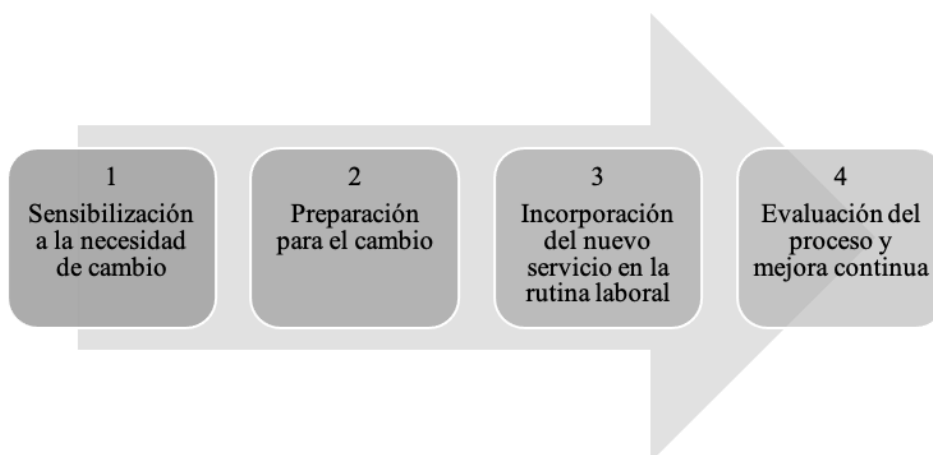 1
Sensibilización
a la necesidad
de cambio
2
Preparación
para el cambio
3
Incorporación
del nuevo
servicio en la
rutina laboral
4
Evaluación del
proceso y
mejora continua